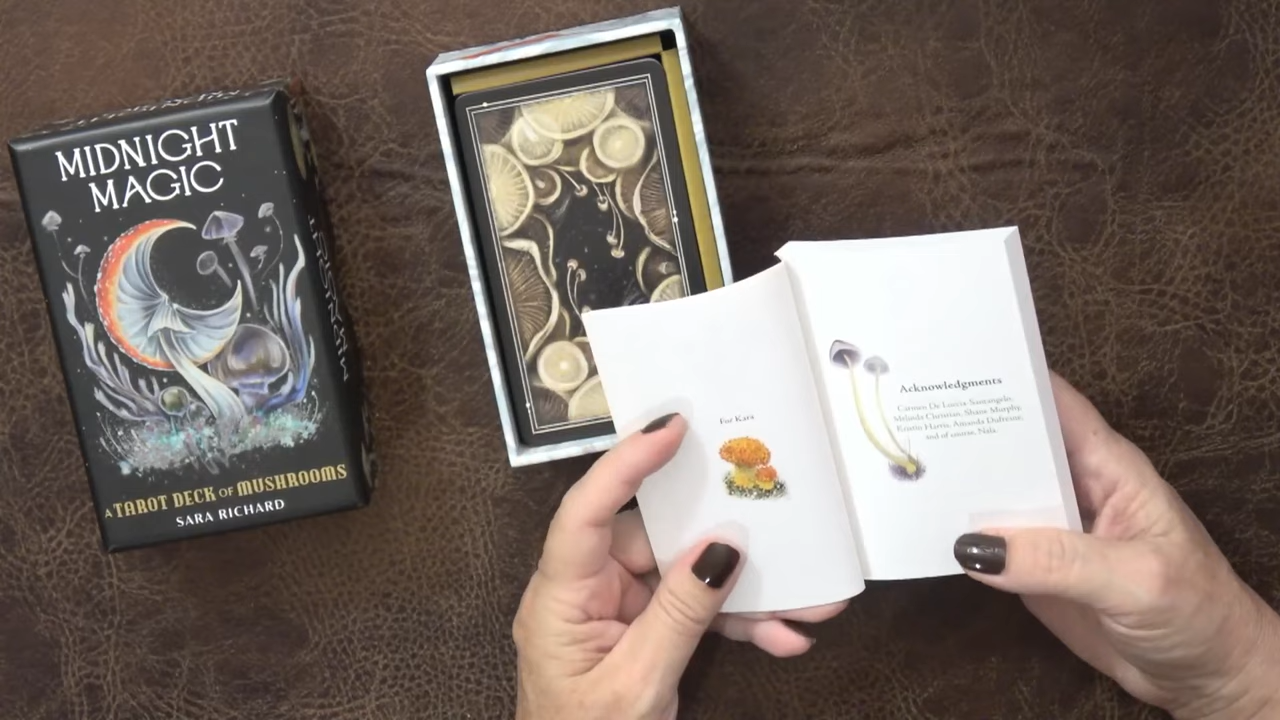 MIDNIGHT
MAGIC
A TAROT DECK OF MUSHROOMS
SARA RICHARD
For Kara
Acknowledgments
Carmen De Loccia-Santangelo,
Melinda Christian, Shane Murphy,
Kristin Harris, Amanda Dufresne,
and of course, Nala.